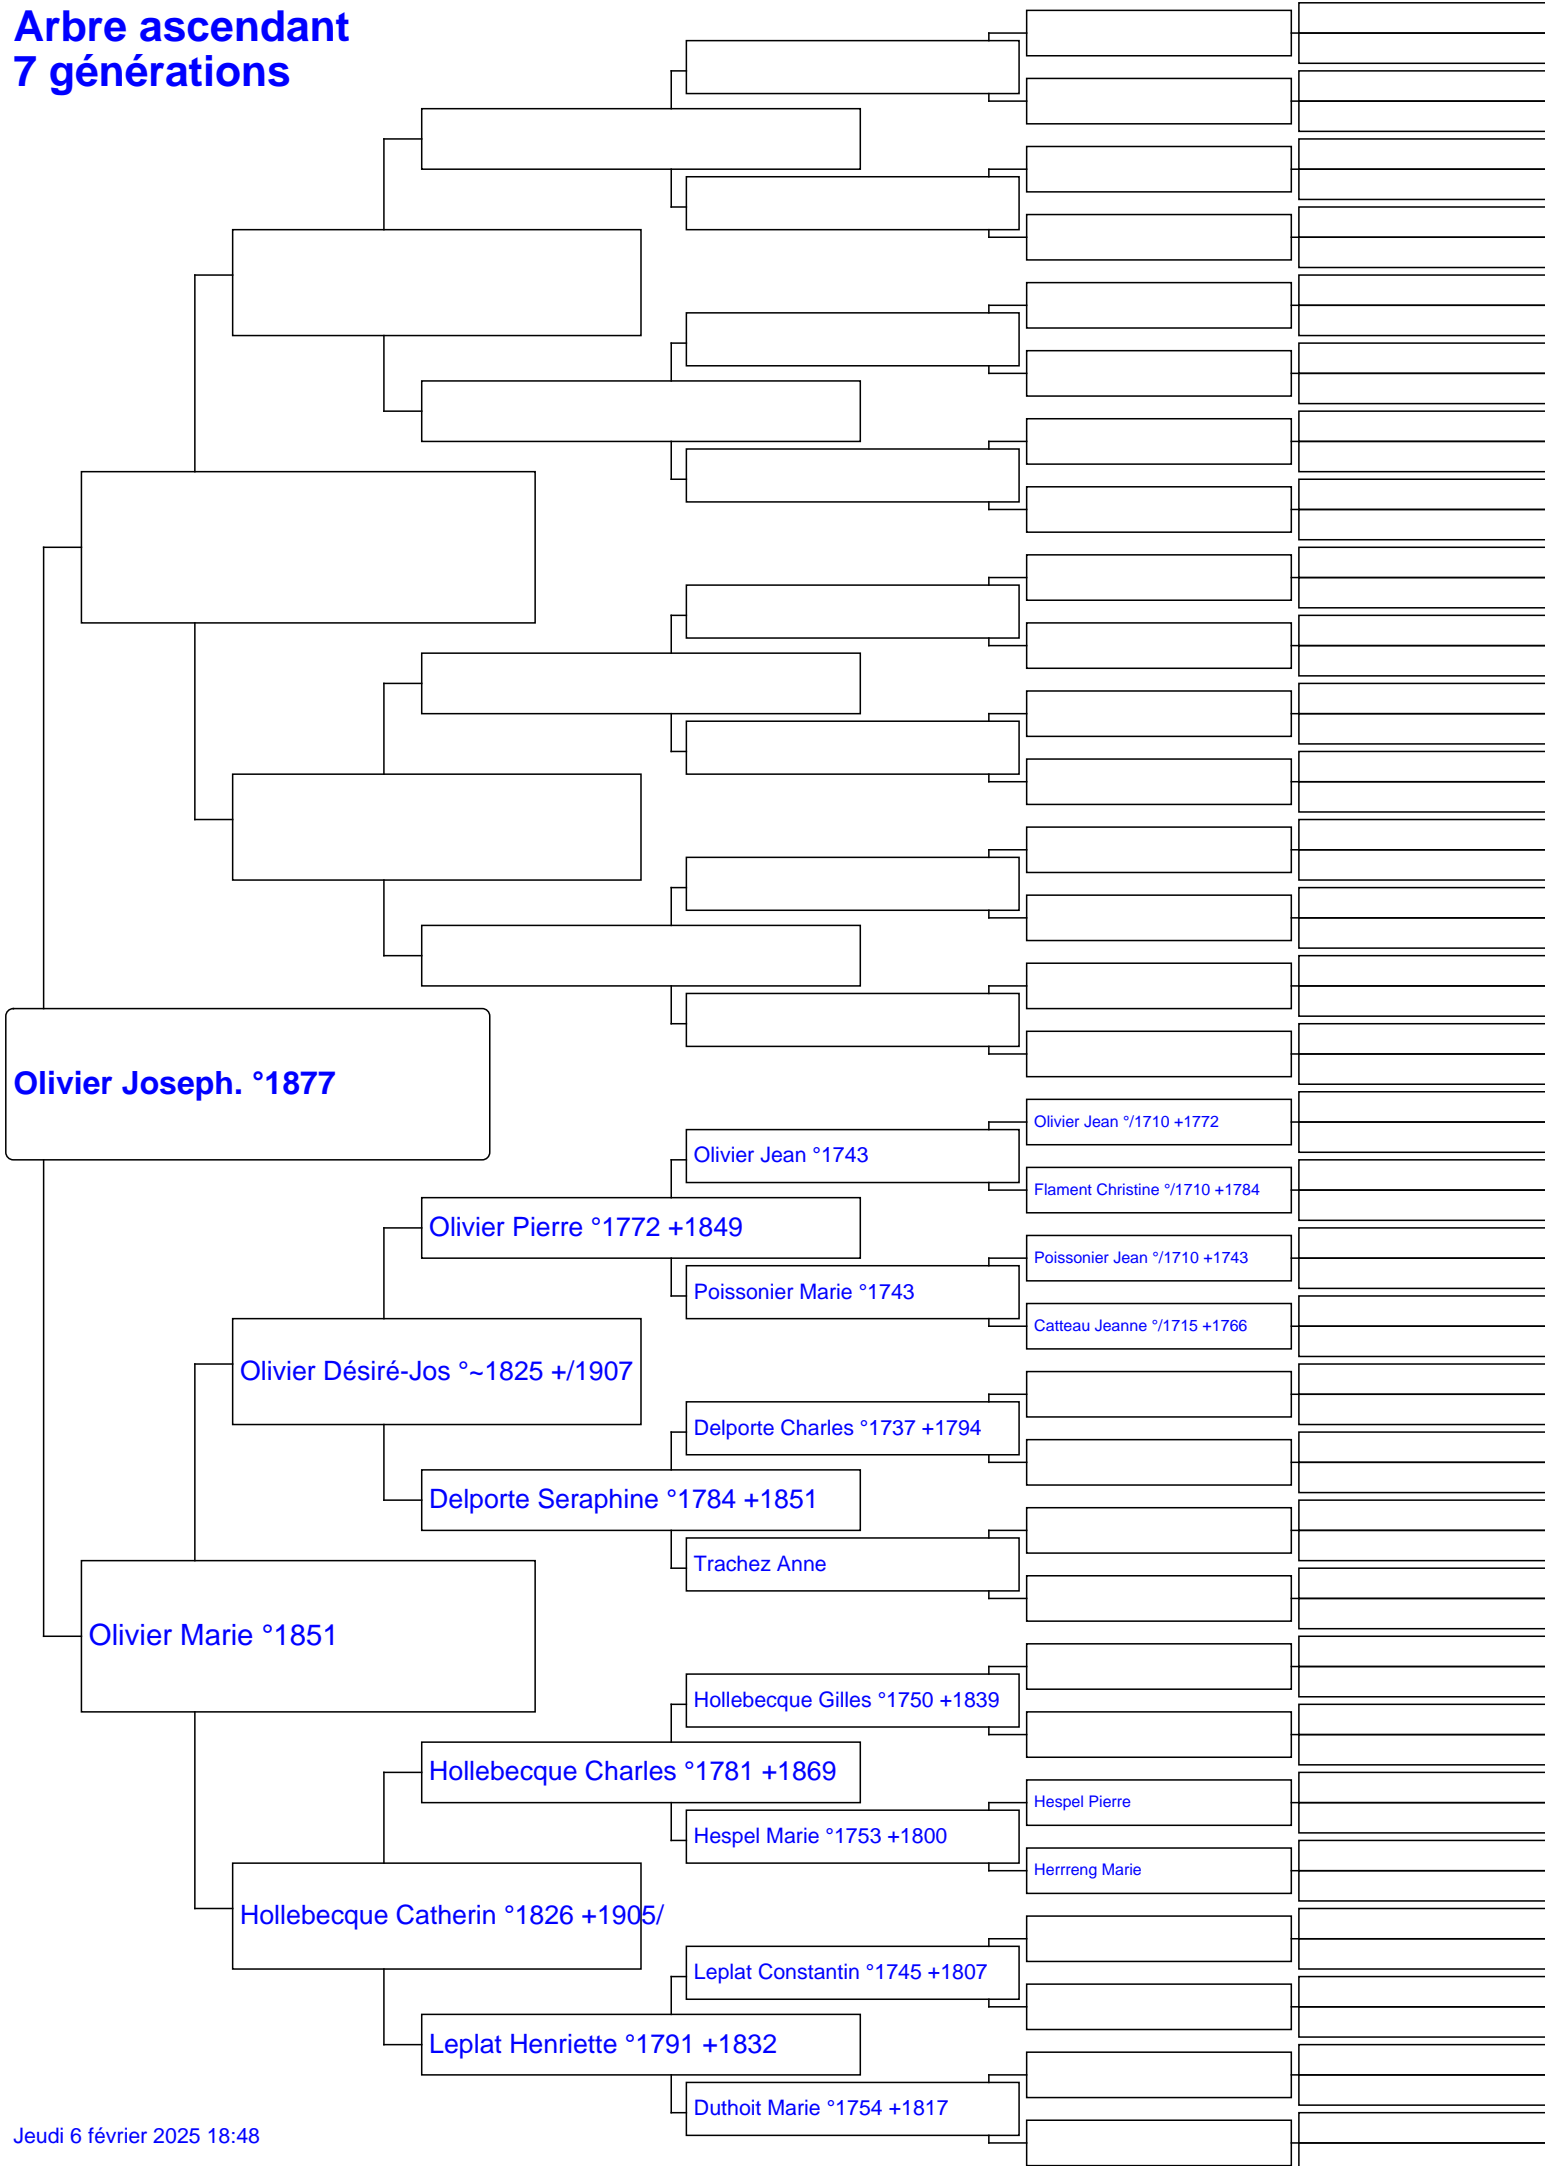 Arbre ascendant
7 générations
Olivier Joseph. °1877
Olivier Jean °/1710 +1772
Olivier Jean °1743
Flament Christine °/1710 +1784
Olivier Pierre °1772 +1849
Poissonier Jean °/1710 +1743
Poissonier Marie °1743
Catteau Jeanne °/1715 +1766
Olivier Désiré-Jos °~1825 +/1907
Delporte Charles °1737 +1794
Delporte Seraphine °1784 +1851
Trachez Anne
Olivier Marie °1851
Hollebecque Gilles °1750 +1839
Hollebecque Charles °1781 +1869
Hespel Pierre
Hespel Marie °1753 +1800
Herrreng Marie
Hollebecque Catherin °1826 +1905/
Leplat Constantin °1745 +1807
Leplat Henriette °1791 +1832
Duthoit Marie °1754 +1817
Jeudi 6 février 2025 18:48